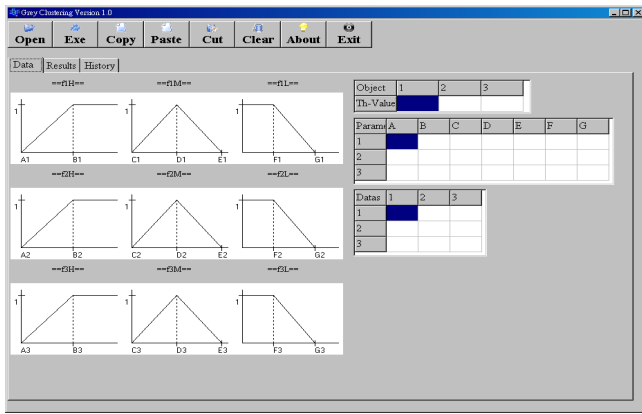 Grey Clustering Version 1.0
Open Exe Copy Paste Cut Clear About Exit
Data Results History
==f1H== ==f1M== ==f1L==
1 1 1
A1 B1 C1 D1 E1 F1 G1
==f2H== ==f2M== ==f2L==
1 1 1
A2 B2 C2 D2 E2 F2 G2
==f3H== ==f3M== ==f3L==
1 1 1
A3 B3 C3 D3 E3 F3 G3
Object 1 2 3
Th-Value
Param A B C D E F G
1
2
3
Datas 1 2 3
1
2
3